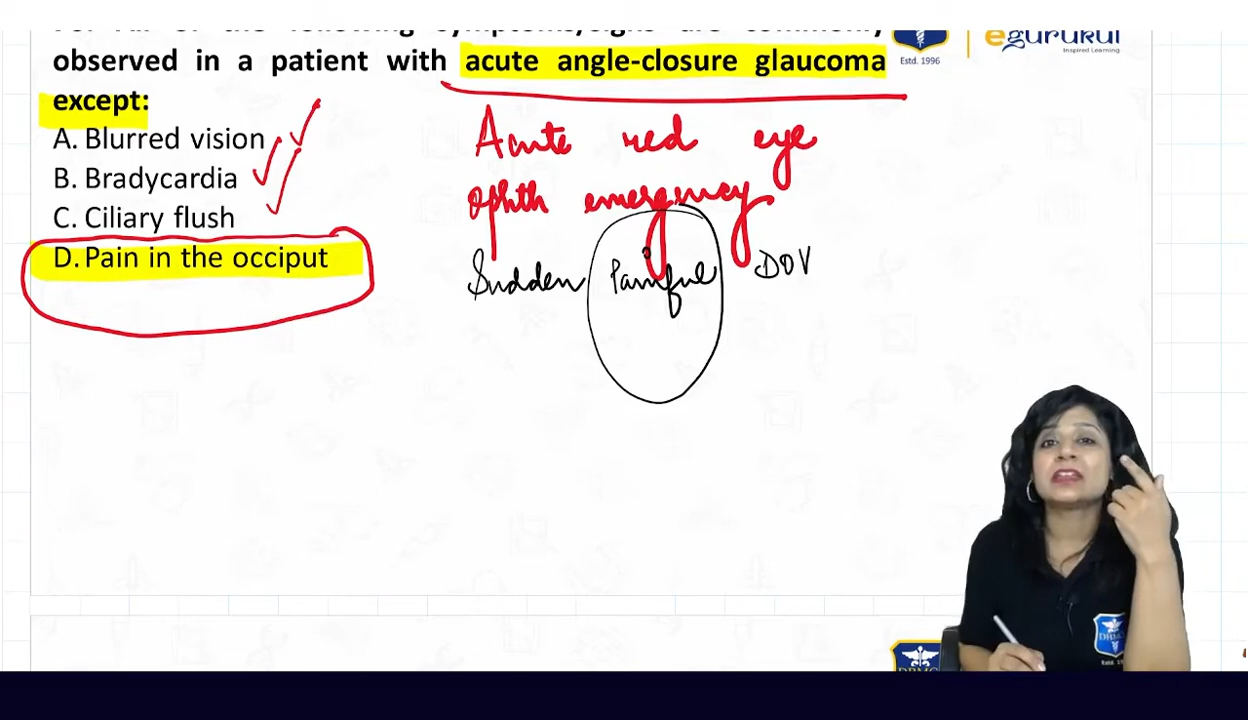 observed in a patient with acute angle-closure glaucoma
except:
A. Blurred vision
B. Bradycardia
C. Ciliary flush
D. Pain in the occiput
Acute red eye
ophth emergency
Sudden Painful DOV
Estd. 1996
egurukul
Inspired Learning
DBMC